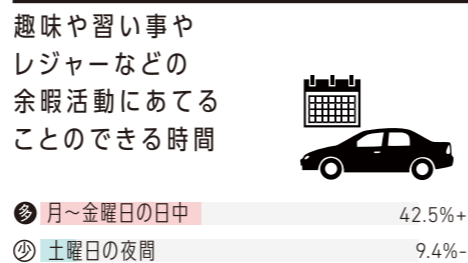 趣味や習い事や
レジャーなどの
余暇活動にあてる
ことのできる時間
多 月〜金曜日の日中 42.5%+
少 土曜日の夜間 9.4%-